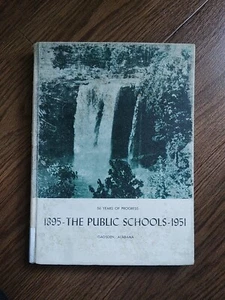 56 YEARS OF PROGRESS
1895-THE PUBLIC SCHOOLS-1951
GADSDEN, ALABAMA